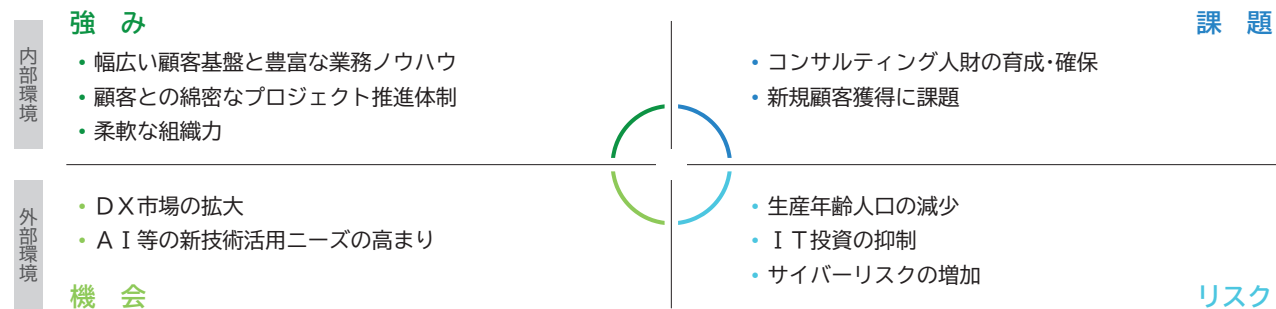 内部環境
強 み
・幅広い顧客基盤と豊富な業務ノウハウ
・顧客との綿密なプロジェクト推進体制
・柔軟な組織力
課 題
・コンサルティング人財の育成・確保
・新規顧客獲得に課題
外部環境
・ＤＸ市場の拡大
・ＡＩ等の新技術活用ニーズの高まり
機 会
・生産年齢人口の減少
・ＩＴ投資の抑制
・サイバーリスクの増加
リスク